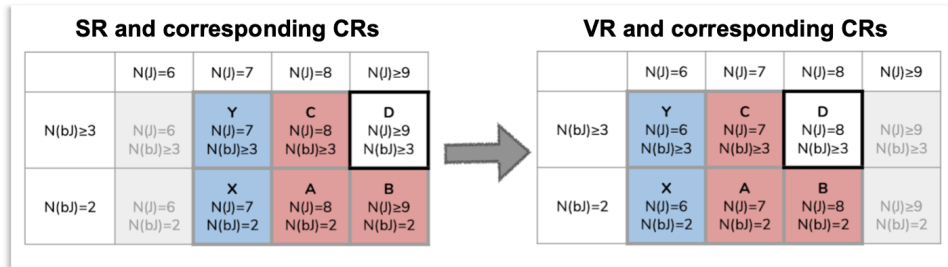 SR and corresponding CRs
VR and corresponding CRs
N(J)=6 N(J)=7 N(J)=8 N(J)≥9
N(bJ)≥3
N(J)=6
N(bJ)≥3
Y
N(J)=7
N(bJ)≥3
C
N(J)=8
N(bJ)≥3
D
N(J)≥9
N(bJ)≥3
N(bJ)=2
N(J)=6
N(bJ)=2
X
N(J)=7
N(bJ)=2
A
N(J)=8
N(bJ)=2
B
N(J)≥9
N(bJ)=2
N(J)=6 N(J)=7 N(J)=8 N(J)≥9
N(bJ)≥3
Y
N(J)=6
N(bJ)≥3
C
N(J)=7
N(bJ)≥3
D
N(J)=8
N(bJ)≥3
N(J)≥9
N(bJ)≥3
N(bJ)=2
X
N(J)=6
N(bJ)=2
A
N(J)=7
N(bJ)=2
B
N(J)=8
N(bJ)=2
N(J)≥9
N(bJ)=2